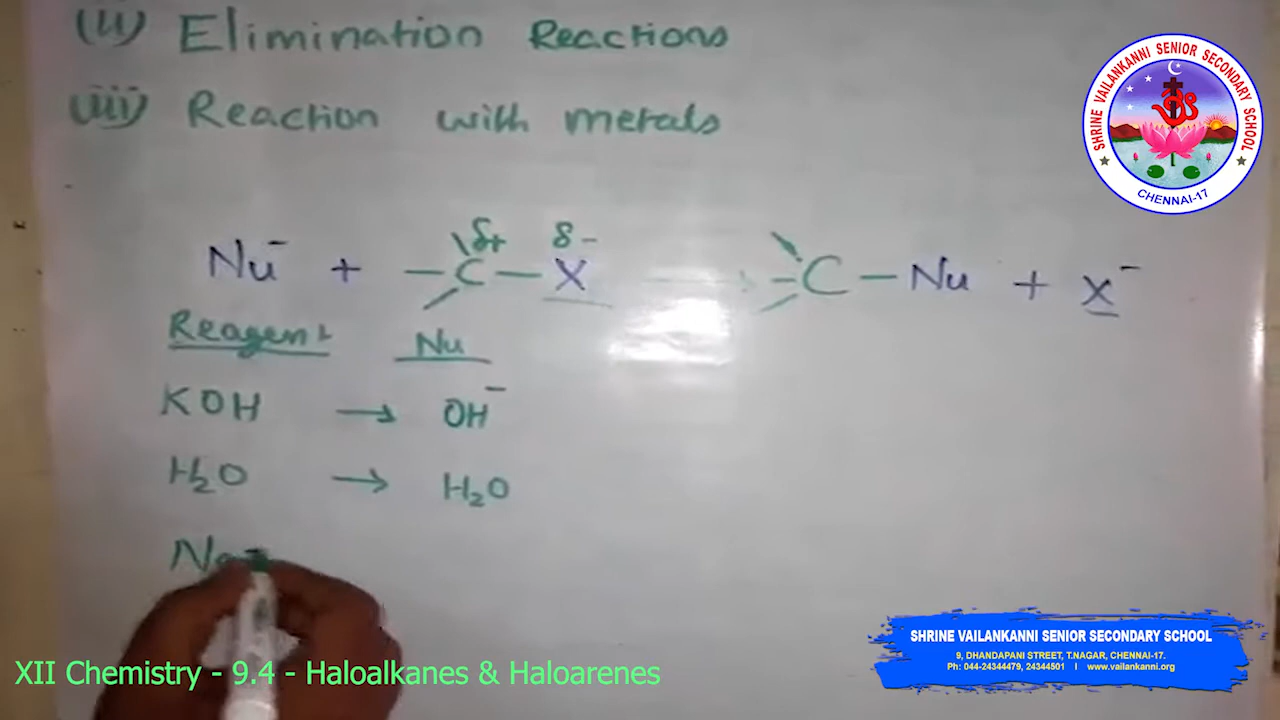 (ii) Elimination Reactions
(iii) Reaction with metals
Nu⁻ + C δ+ — X δ- C — Nu + X⁻
Reagent Nu
KOH → OH⁻
H₂O → H₂O
Na
SHRINE VAILANKANNI SENIOR SECONDARY SCHOOL
CHENNAI-17
SHRINE VAILANKANNI SENIOR SECONDARY SCHOOL
9, DHANDAPANI STREET, T.NAGAR, CHENNAI-17.
Ph: 044-24344479, 24344501 I www.vailankanni.org
XII Chemistry - 9.4 - Haloalkanes & Haloarenes